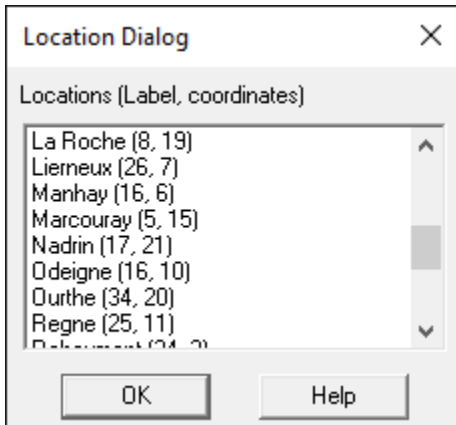 Location Dialog
Locations (Label, coordinates)
La Roche (8, 19)
Lierneux (26, 7)
Manhay (16, 6)
Marcouray (5, 15)
Nadrin (17, 21)
Odeigne (16, 10)
Ourthe (34, 20)
Regne (25, 11)
OK
Help